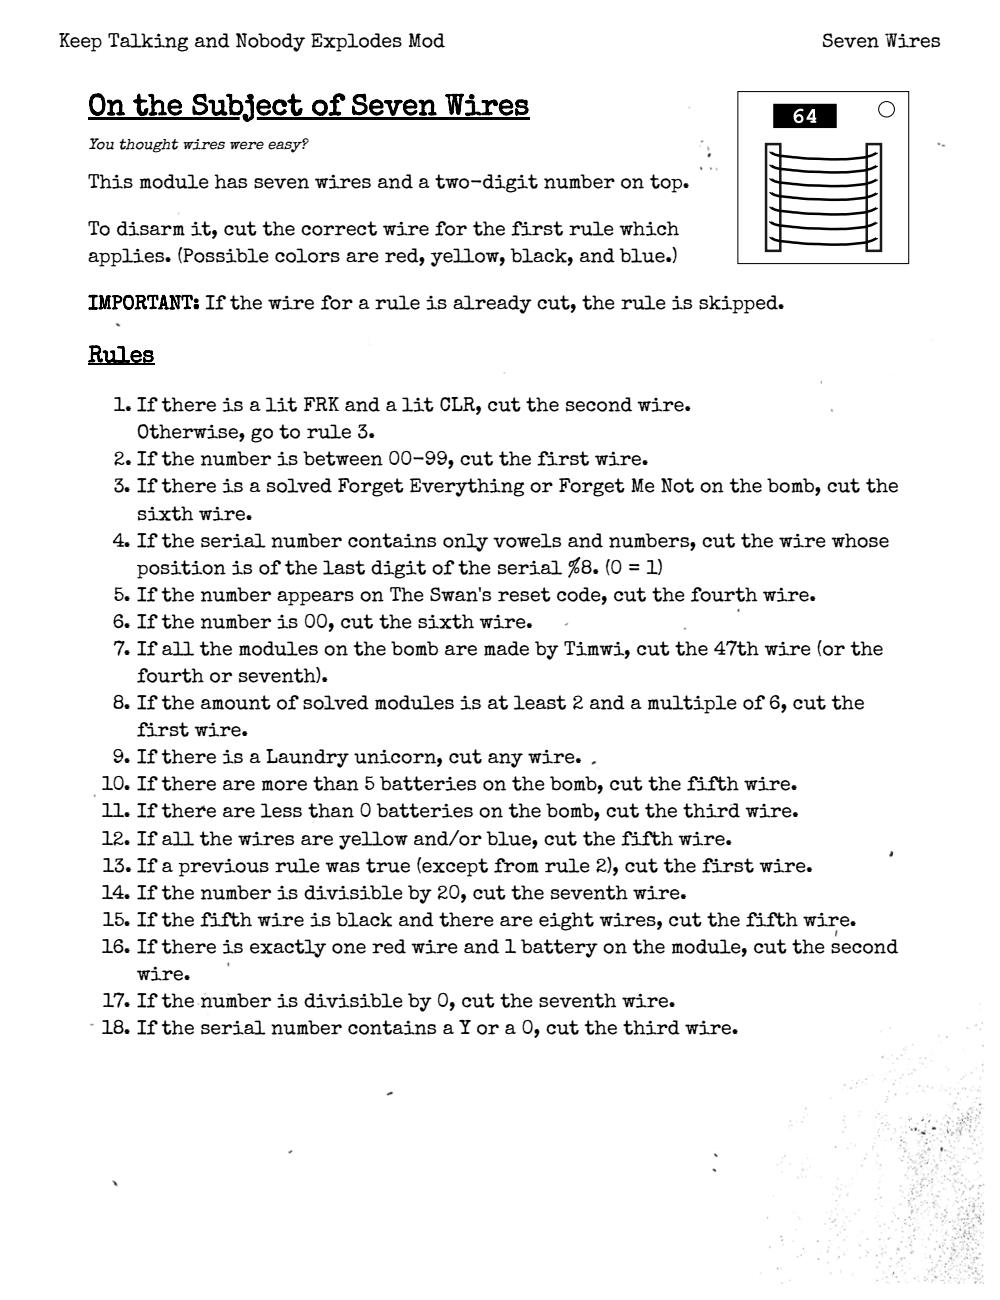 Keep Talking and Nobody Explodes Mod
Seven Wires
On the Subject of Seven Wires
64
You thought wires were easy?
This module has seven wires and a two-digit number on top.
To disarm it, cut the correct wire for the first rule which
applies. (Possible colors are red, yellow, black, and blue.)
IMPORTANT: If the wire for a rule is already cut, the rule is skipped.
Rules
1. If there is a lit FRK and a lit CLR, cut the second wire.
Otherwise, go to rule 3.
2. If the number is between 00-99, cut the first wire.
3. If there is a solved Forget Everything or Forget Me Not on the bomb, cut the
sixth wire.
4. If the serial number contains only vowels and numbers, cut the wire whose
position is of the last digit of the serial %8. (0 = 1)
5. If the number appears on The Swan's reset code, cut the fourth wire.
6. If the number is 00, cut the sixth wire.
7. If all the modules on the bomb are made by Timwi, cut the 47th wire (or the
fourth or seventh).
8. If the amount of solved modules is at least 2 and a multiple of 6, cut the
first wire.
9. If there is a Laundry unicorn, cut any wire.
10. If there are more than 5 batteries on the bomb, cut the fifth wire.
11. If there are less than 0 batteries on the bomb, cut the third wire.
12. If all the wires are yellow and/or blue, cut the fifth wire.
13. If a previous rule was true (except from rule 2), cut the first wire.
14. If the number is divisible by 20, cut the seventh wire.
15. If the fifth wire is black and there are eight wires, cut the fifth wire.
16. If there is exactly one red wire and 1 battery on the module, cut the second
wire.
17. If the number is divisible by 0, cut the seventh wire.
18. If the serial number contains a Y or a O, cut the third wire.